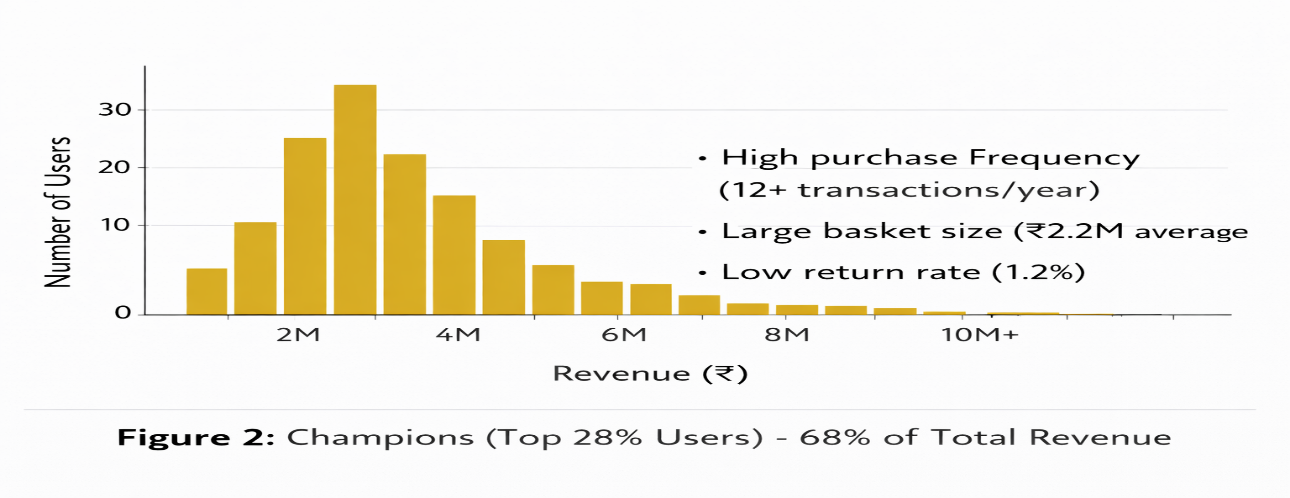 30
20
10
0
Number of Users
• High purchase Frequency
(12+ transactions/year)
• Large basket size (₹2.2M average
• Low return rate (1.2%)
2M 4M 6M 8M 10M+
Revenue (₹)
Figure 2: Champions (Top 28% Users) - 68% of Total Revenue